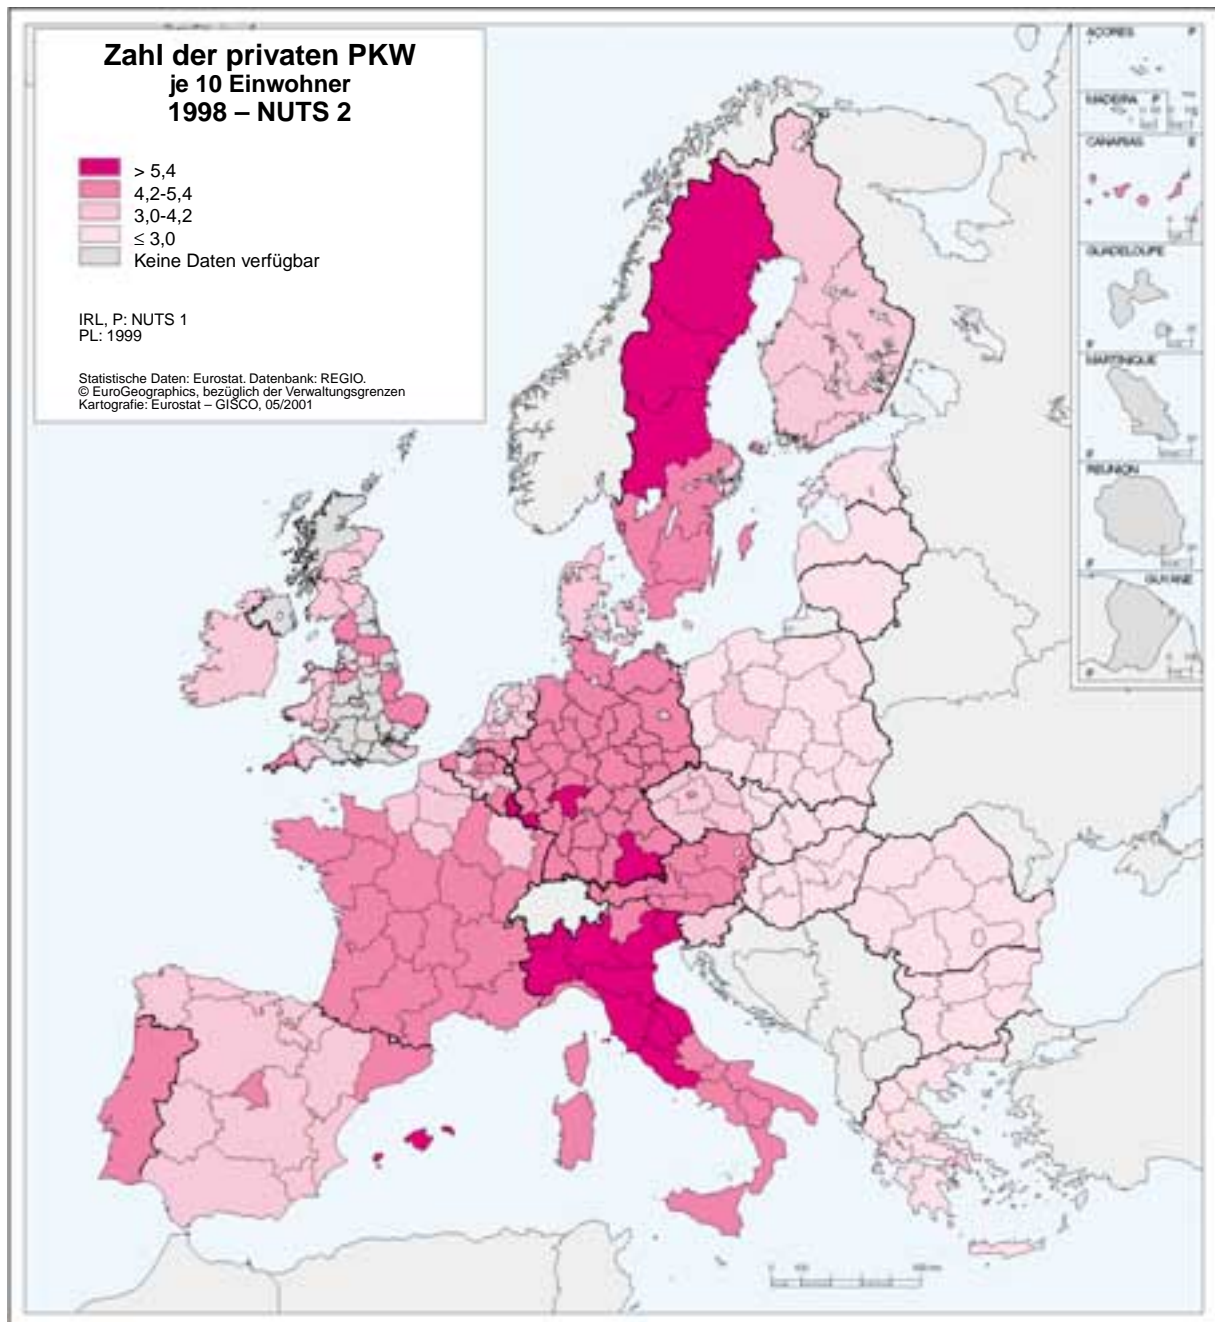 Zahl der privaten PKW
je 10 Einwohner
1998 – NUTS 2
> 5,4
4,2-5,4
3,0-4,2
≤ 3,0
Keine Daten verfügbar
IRL, P: NUTS 1
PL: 1999
Statistische Daten: Eurostat. Datenbank: REGIO.
© EuroGeographics, bezüglich der Verwaltungsgrenzen
Kartografie: Eurostat – GISCO, 05/2001
AÇORES P
MADEIRA P
CANARIAS E
GUADELOUPE
F
MARTINIQUE
F
REUNION
F
GUYANE
F
0